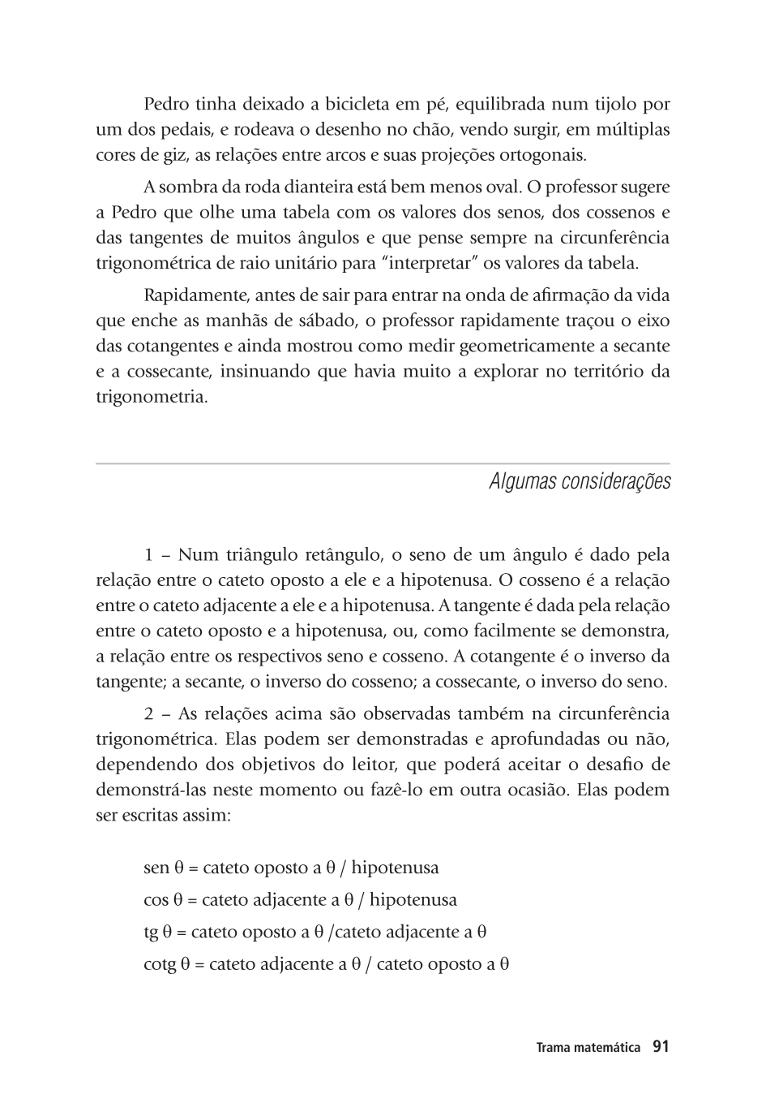 Pedro tinha deixado a bicicleta em pé, equilibrada num tijolo por
um dos pedais, e rodeava o desenho no chão, vendo surgir, em múltiplas
cores de giz, as relações entre arcos e suas projeções ortogonais.
A sombra da roda dianteira está bem menos oval. O professor sugere
a Pedro que olhe uma tabela com os valores dos senos, dos cossenos e
das tangentes de muitos ângulos e que pense sempre na circunferência
trigonométrica de raio unitário para “interpretar” os valores da tabela.
Rapidamente, antes de sair para entrar na onda de afirmação da vida
que enche as manhãs de sábado, o professor rapidamente traçou o eixo
das cotangentes e ainda mostrou como medir geometricamente a secante
e a cossecante, insinuando que havia muito a explorar no território da
trigonometria.
Algumas considerações
1 – Num triângulo retângulo, o seno de um ângulo é dado pela
relação entre o cateto oposto a ele e a hipotenusa. O cosseno é a relação
entre o cateto adjacente a ele e a hipotenusa. A tangente é dada pela relação
entre o cateto oposto e a hipotenusa, ou, como facilmente se demonstra,
a relação entre os respectivos seno e cosseno. A cotangente é o inverso da
tangente; a secante, o inverso do cosseno; a cossecante, o inverso do seno.
2 – As relações acima são observadas também na circunferência
trigonométrica. Elas podem ser demonstradas e aprofundadas ou não,
dependendo dos objetivos do leitor, que poderá aceitar o desafio de
demonstrá-las neste momento ou fazê-lo em outra ocasião. Elas podem
ser escritas assim:
sen θ = cateto oposto a θ / hipotenusa
cos θ = cateto adjacente a θ / hipotenusa
tg θ = cateto oposto a θ /cateto adjacente a θ
cotg θ = cateto adjacente a θ / cateto oposto a θ
Trama matemática 91